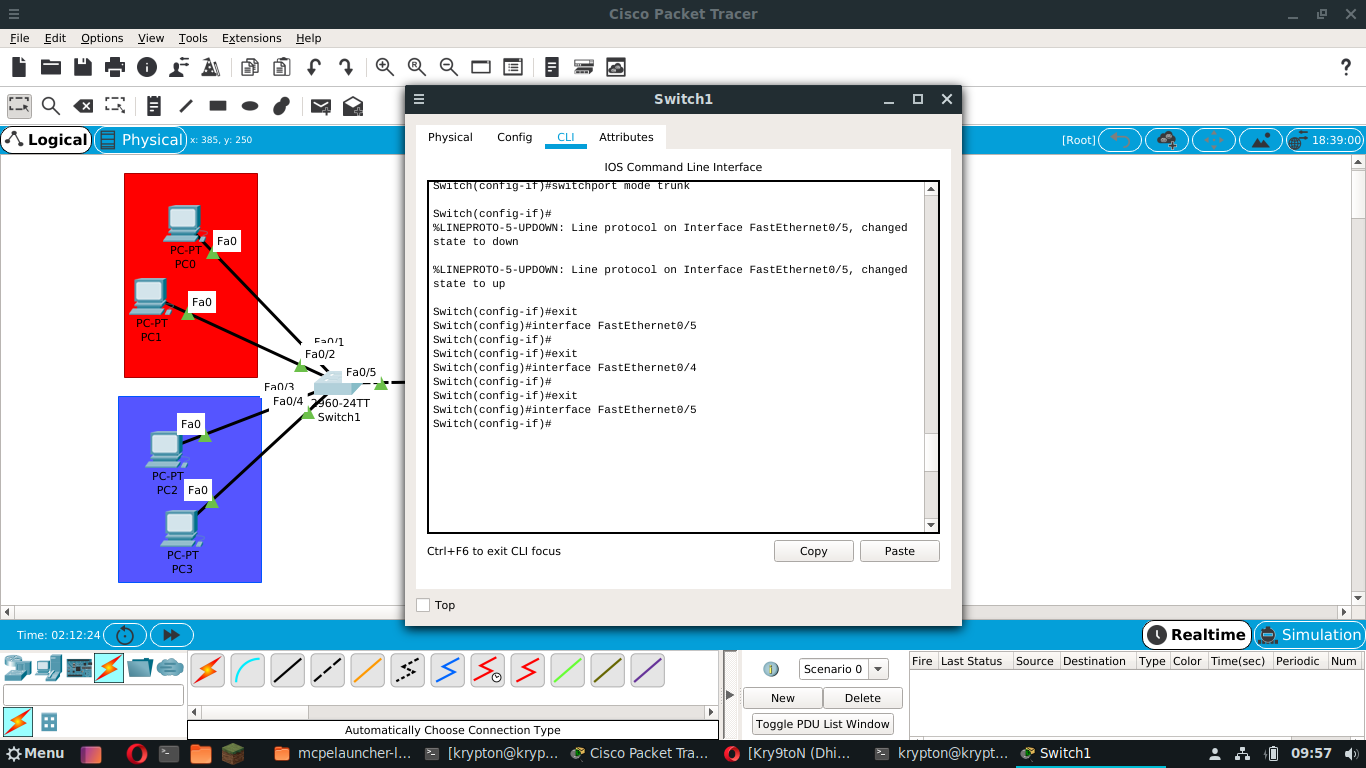 Cisco Packet Tracer
File Edit Options View Tools Extensions Help
?
Logical Physical x: 385, y: 250 [Root] 18:39:00
PC-PT
PC0
Fa0
PC-PT
PC1
Fa0
Fa0/1
Fa0/2
Fa0/5
Fa0/3
Fa0/4
2960-24TT
Switch1
Fa0
PC-PT
PC2
Fa0
PC-PT
PC3
Switch1
Physical Config CLI Attributes
IOS Command Line Interface
Switch(config-if)#switchport mode trunk
Switch(config-if)#
%LINEPROTO-5-UPDOWN: Line protocol on Interface FastEthernet0/5, changed
state to down
%LINEPROTO-5-UPDOWN: Line protocol on Interface FastEthernet0/5, changed
state to up
Switch(config-if)#exit
Switch(config)#interface FastEthernet0/5
Switch(config-if)#
Switch(config-if)#exit
Switch(config)#interface FastEthernet0/4
Switch(config-if)#
Switch(config-if)#exit
Switch(config)#interface FastEthernet0/5
Switch(config-if)#
Ctrl+F6 to exit CLI focus
Copy Paste
Top
Time: 02:12:24
Realtime Simulation
Scenario 0
New Delete
Toggle PDU List Window
Fire Last Status Source Destination Type Color Time(sec) Periodic Num
Automatically Choose Connection Type
Menu mcpelauncher-l... [krypton@kryp... Cisco Packet Tra... [Kry9toN (Dhi... krypton@krypt... Switch1 09:57